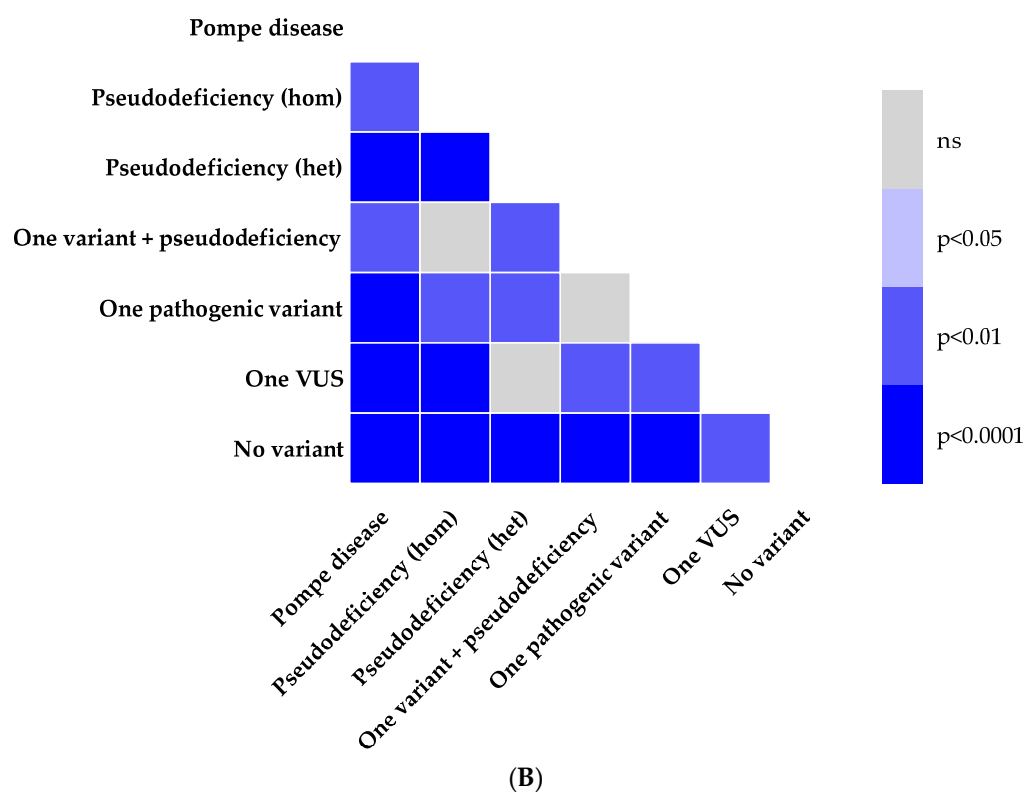 Pompe disease
Pseudodeficiency (hom)
Pseudodeficiency (het)
One variant + pseudodeficiency
One pathogenic variant
One VUS
No variant
ns
p<0.05
p<0.01
p<0.0001
Pompe disease
Pseudodeficiency (hom)
Pseudodeficiency (het)
One variant + pseudodeficiency
One pathogenic variant
One VUS
No variant
(B)